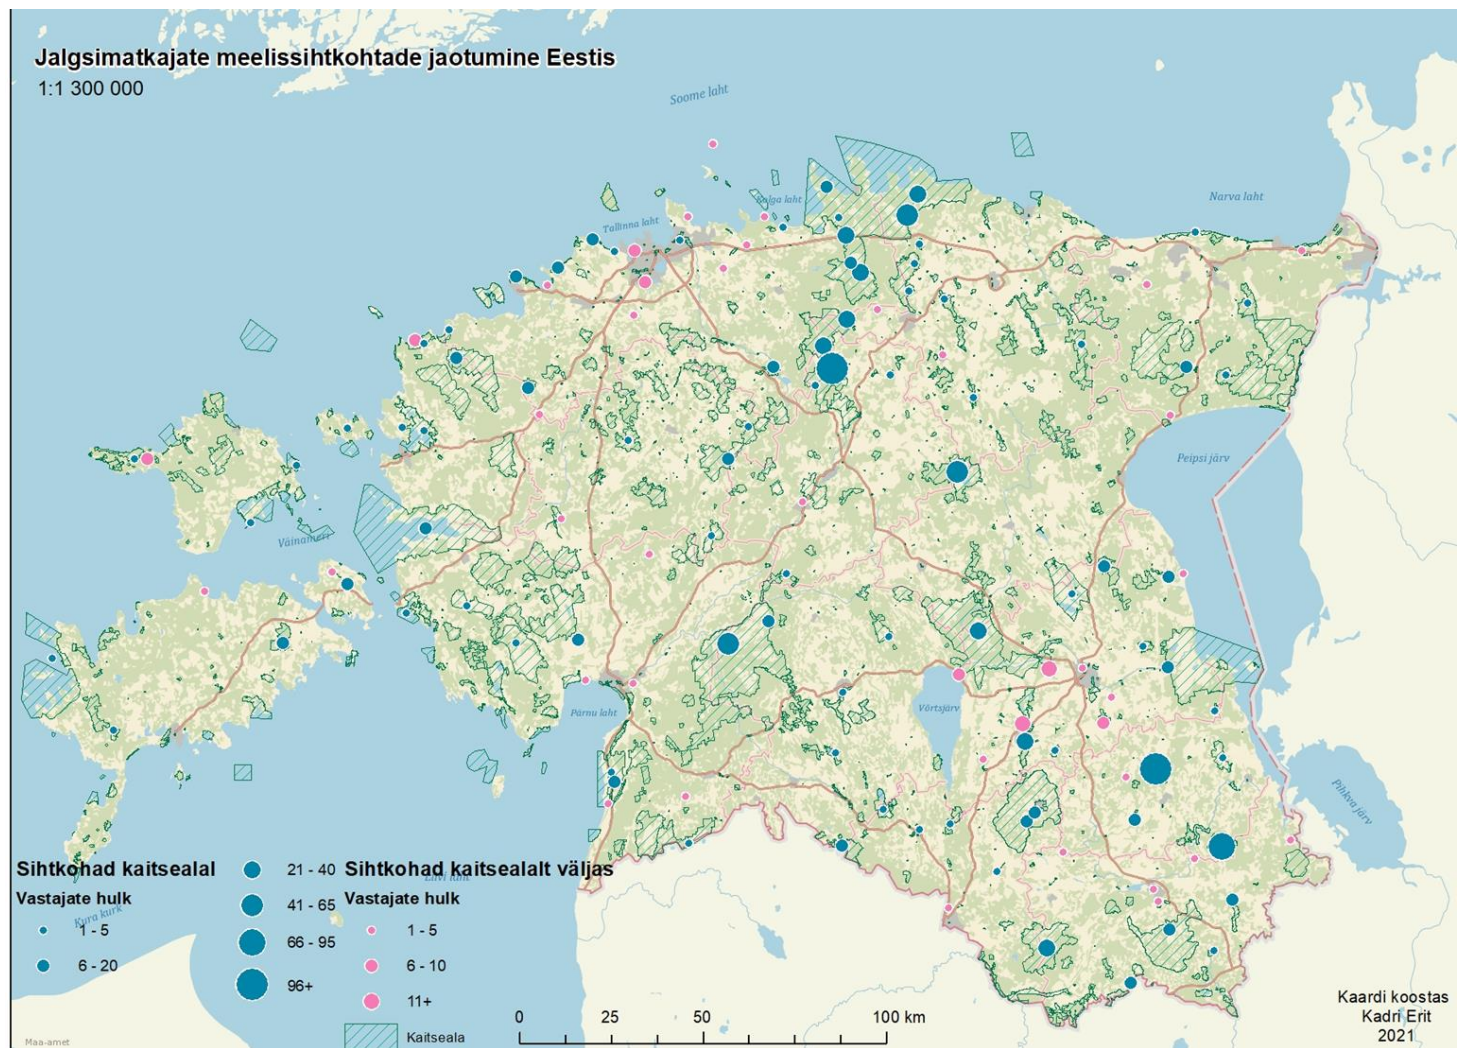 Jalgsimatkajate meelissihtkohtade jaotumine Eestis
1:1 300 000
Soome laht
Tallinna laht
Kolga laht
Narva laht
Peipsi järv
Väinameri
Pärnu laht
Võrtsjärv
Pihkva järv
Liivi laht
Kura kurk
Sihtkohad kaitsealal
Vastajate hulk
1 - 5
6 - 20
21 - 40
41 - 65
66 - 95
96+
Sihtkohad kaitsealalt väljas
Vastajate hulk
1 - 5
6 - 10
11+
Kaitseala
0 25 50 100 km
Kaardi koostas
Kadri Erit
2021
Maa-amet